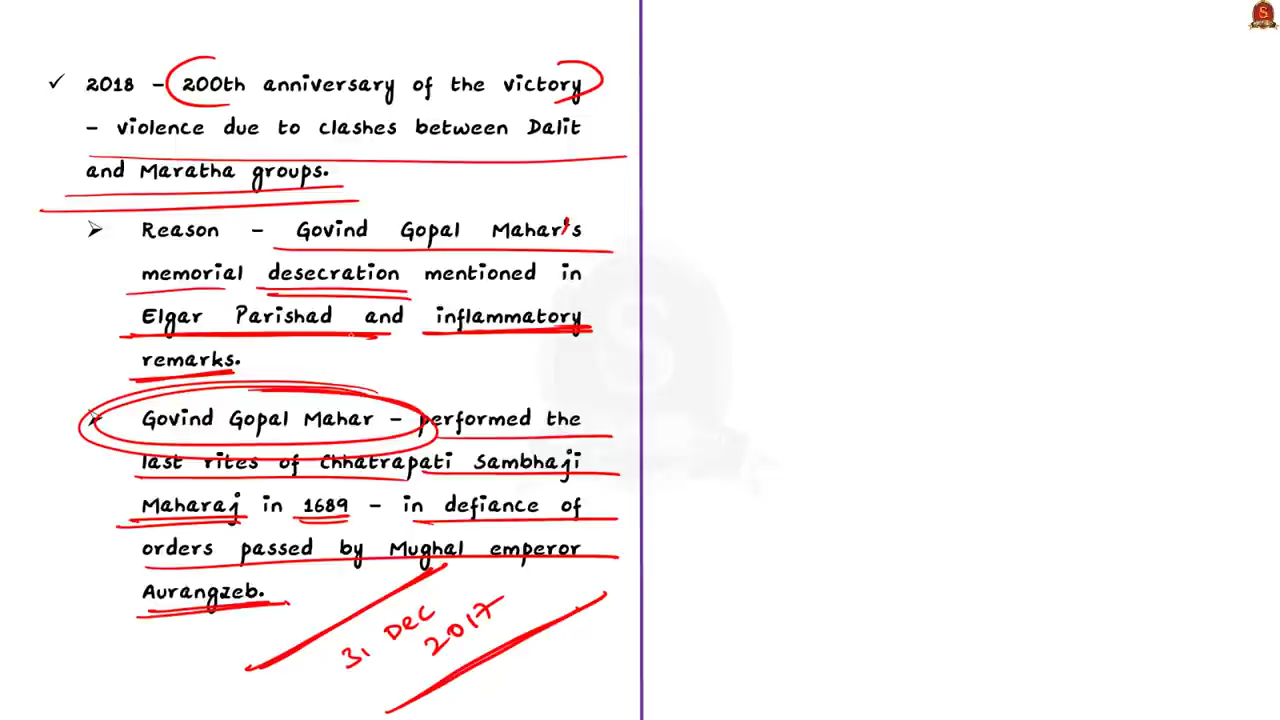 ✓ 2018 - 200th anniversary of the victory
- violence due to clashes between Dalit
and Maratha groups.
➢ Reason - Govind Gopal Mahar's
memorial desecration mentioned in
Elgar Parishad and inflammatory
remarks.
➢ Govind Gopal Mahar - performed the
last rites of Chhatrapati Sambhaji
Maharaj in 1689 - in defiance of
orders passed by Mughal emperor
Aurangzeb.
31 Dec
2017
S